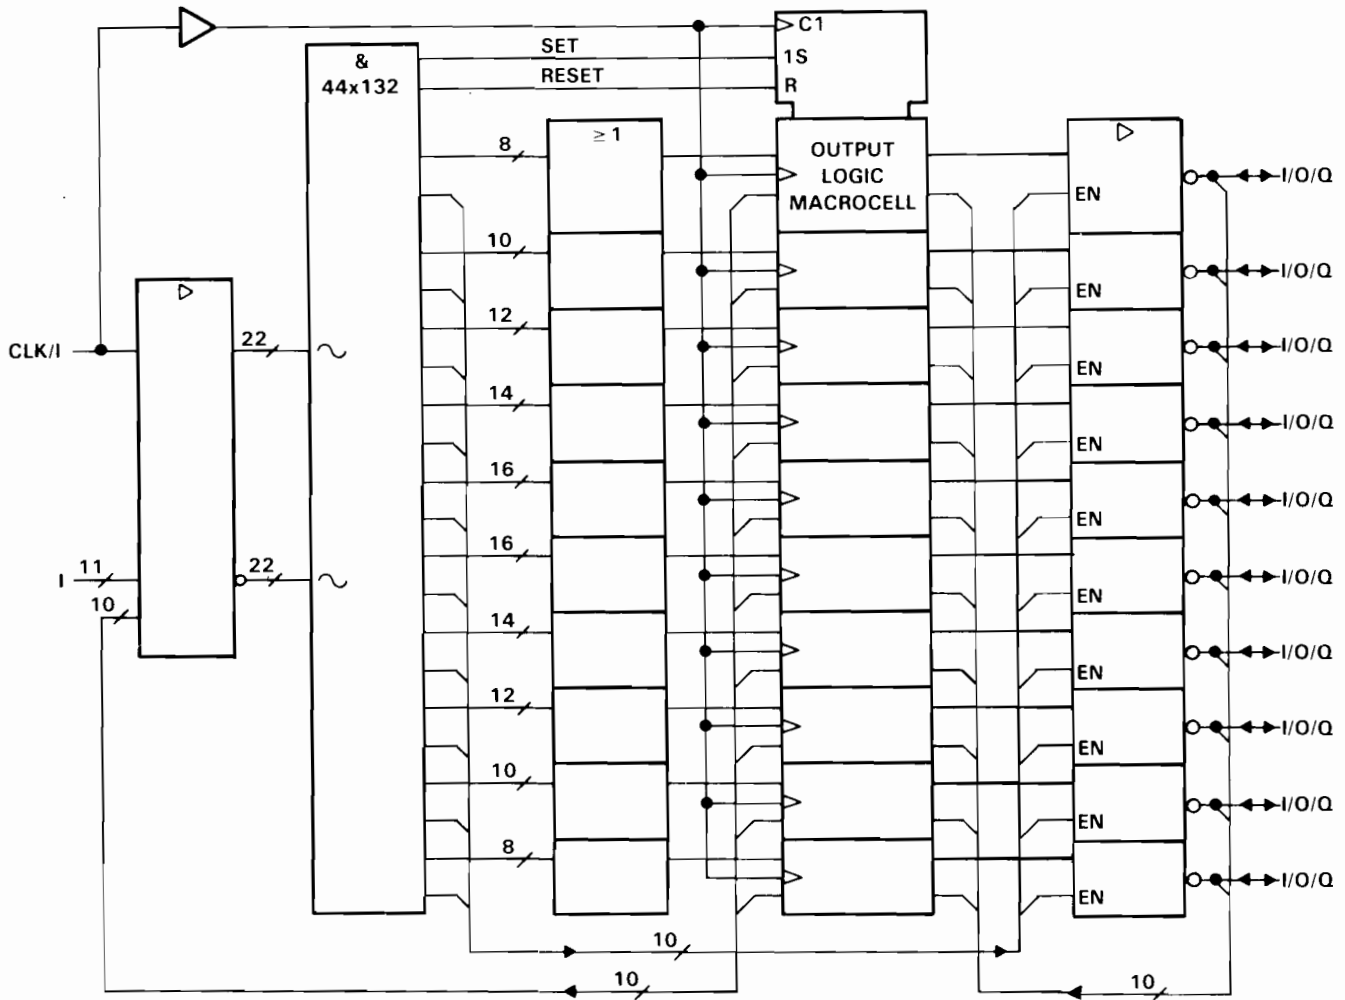 C1
1S
R
SET
RESET
&
44x132
≥ 1
OUTPUT
LOGIC
MACROCELL
8
EN
I/O/Q
10
EN
I/O/Q
12
EN
I/O/Q
14
EN
I/O/Q
16
EN
I/O/Q
16
EN
I/O/Q
14
EN
I/O/Q
12
EN
I/O/Q
10
EN
I/O/Q
8
EN
I/O/Q
CLK/I
22
I
11
22
10
10
10
10